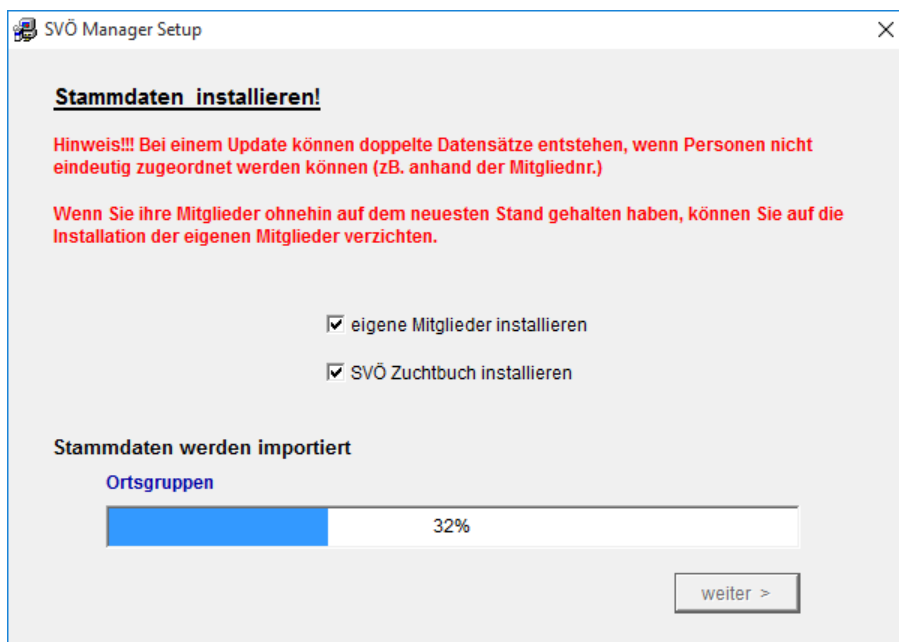 SVÖ Manager Setup
Stammdaten installieren!
Hinweis!!! Bei einem Update können doppelte Datensätze entstehen, wenn Personen nicht
eindeutig zugeordnet werden können (zB. anhand der Mitgliednr.)
Wenn Sie ihre Mitglieder ohnehin auf dem neuesten Stand gehalten haben, können Sie auf die
Installation der eigenen Mitglieder verzichten.
eigene Mitglieder installieren
SVÖ Zuchtbuch installieren
Stammdaten werden importiert
Ortsgruppen
32%
weiter >